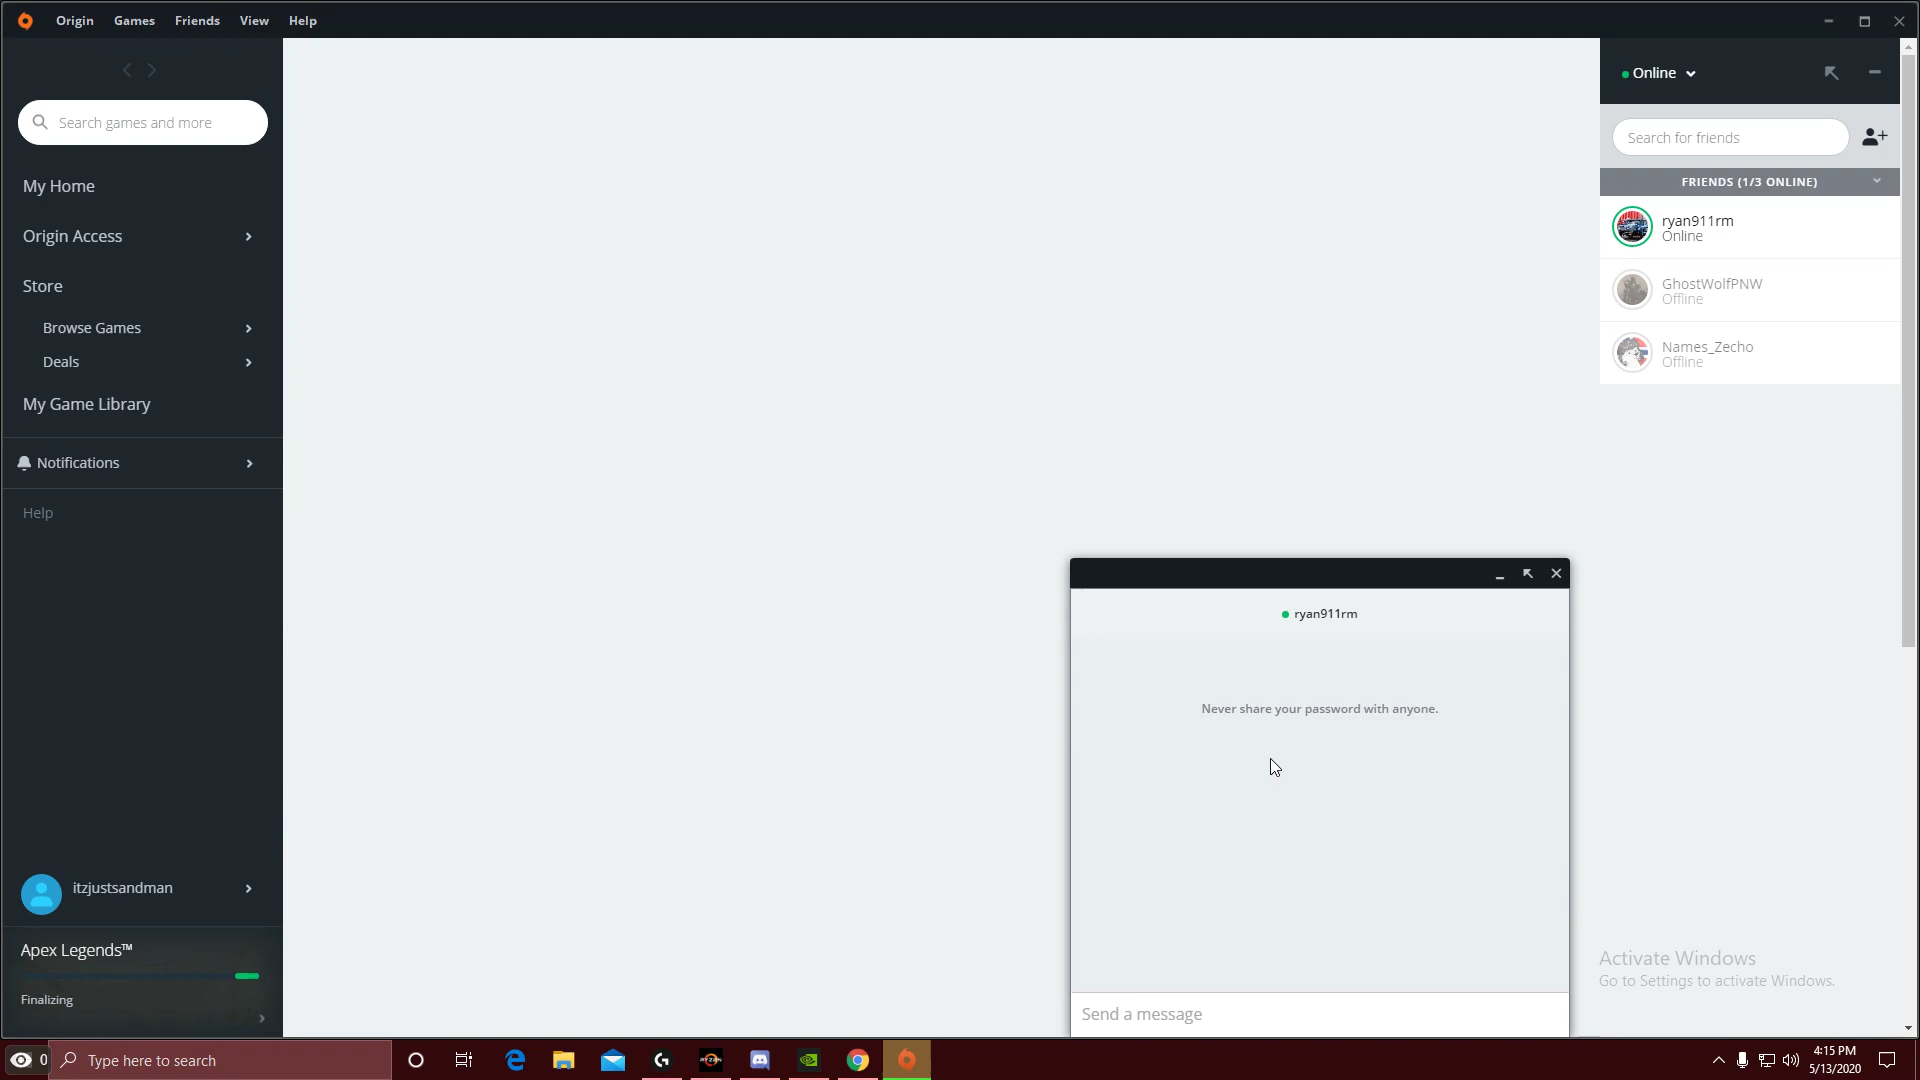 Origin
Games
Friends
View
Help
Search games and more
My Home
Origin Access
Store
Browse Games
Deals
My Game Library
Notifications
Help
itzjustsandman
Apex Legends™
Finalizing
Online
Search for friends
FRIENDS (1/3 ONLINE)
ryan911rm
Online
GhostWolfPNW
Offline
Names_Zecho
Offline
ryan911rm
Never share your password with anyone.
Send a message
Activate Windows
Go to Settings to activate Windows.
0
Type here to search
RYZEN
4:15 PM
5/13/2020